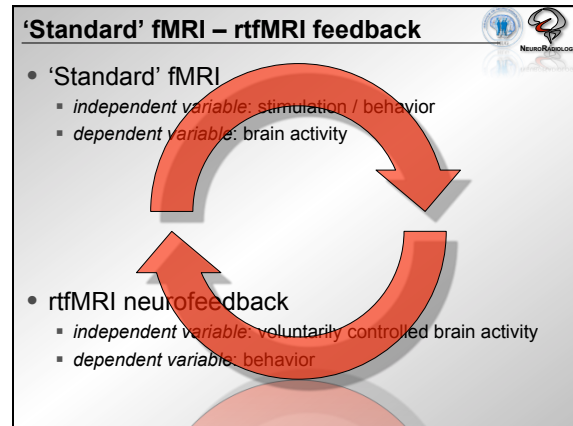 ‘Standard’ fMRI – rtfMRI feedback
NEURORADIOLOG
• ‘Standard’ fMRI
▪ independent variable: stimulation / behavior
▪ dependent variable: brain activity
• rtfMRI neurofeedback
▪ independent variable: voluntarily controlled brain activity
▪ dependent variable: behavior